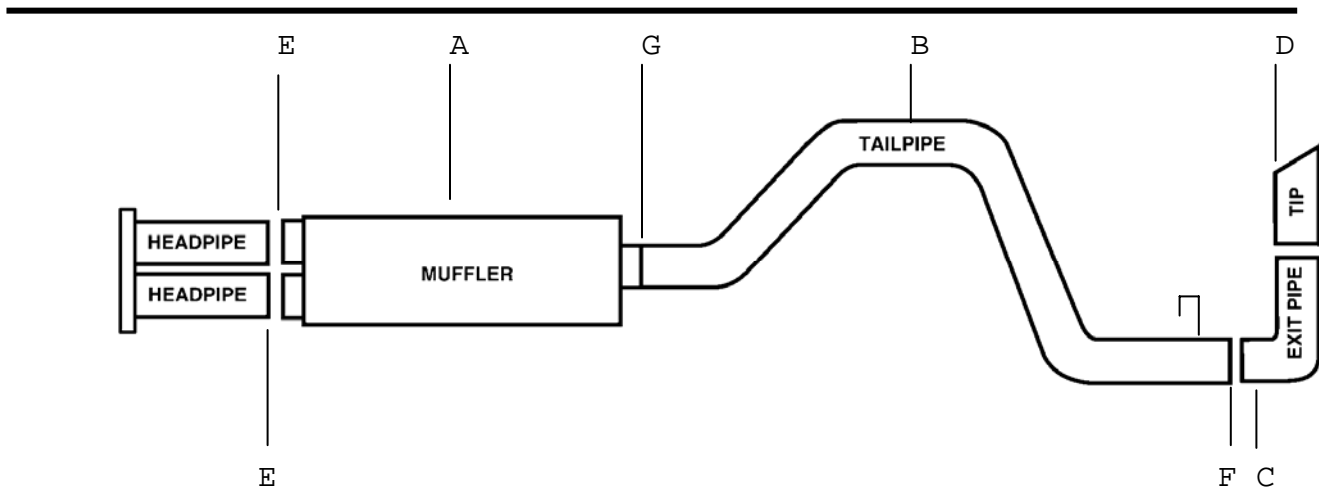 E A G B D
TAILPIPE
TIP
HEADPIPE
MUFFLER
HEADPIPE
EXIT PIPE
E F C